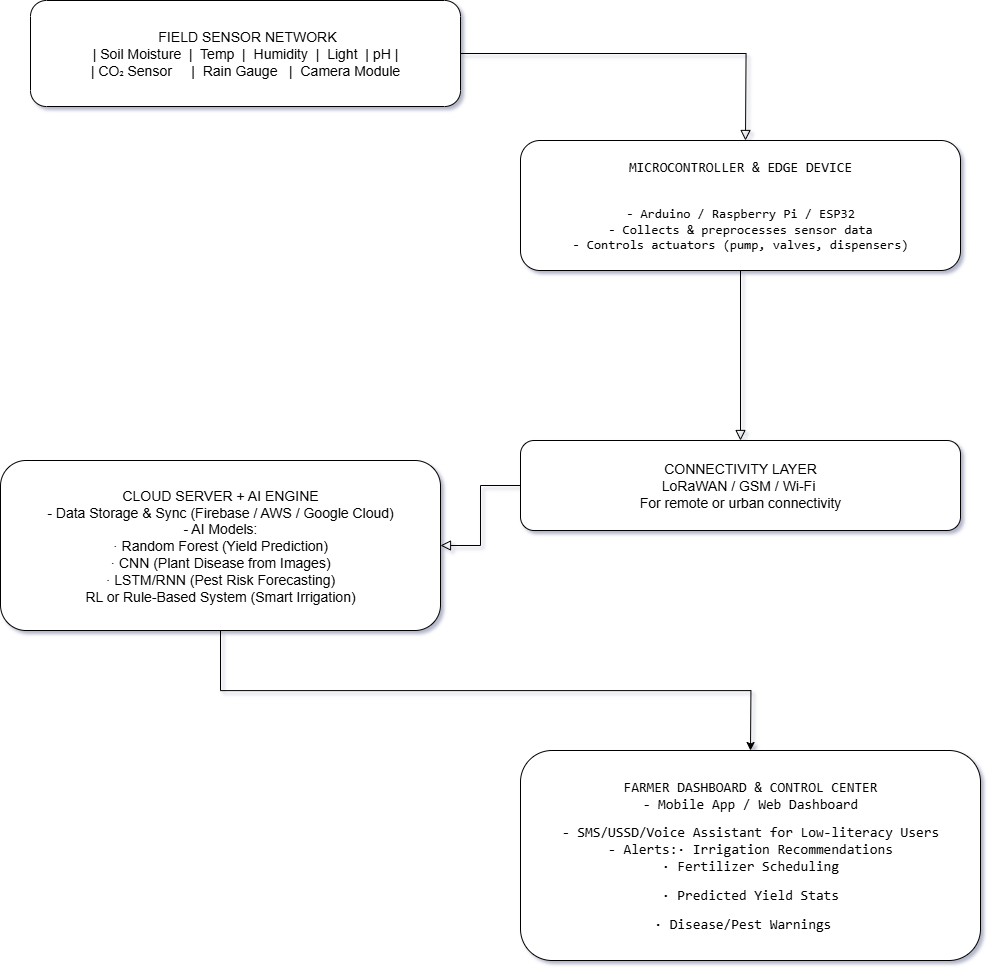 FIELD SENSOR NETWORK
| Soil Moisture | Temp | Humidity | Light | pH |
| CO₂ Sensor | Rain Gauge | Camera Module
MICROCONTROLLER & EDGE DEVICE
- Arduino / Raspberry Pi / ESP32
- Collects & preprocesses sensor data
- Controls actuators (pump, valves, dispensers)
CONNECTIVITY LAYER
LoRaWAN / GSM / Wi-Fi
For remote or urban connectivity
CLOUD SERVER + AI ENGINE
- Data Storage & Sync (Firebase / AWS / Google Cloud)
- AI Models:
· Random Forest (Yield Prediction)
· CNN (Plant Disease from Images)
· LSTM/RNN (Pest Risk Forecasting)
RL or Rule-Based System (Smart Irrigation)
FARMER DASHBOARD & CONTROL CENTER
- Mobile App / Web Dashboard
- SMS/USSD/Voice Assistant for Low-literacy Users
- Alerts:· Irrigation Recommendations
· Fertilizer Scheduling
· Predicted Yield Stats
· Disease/Pest Warnings